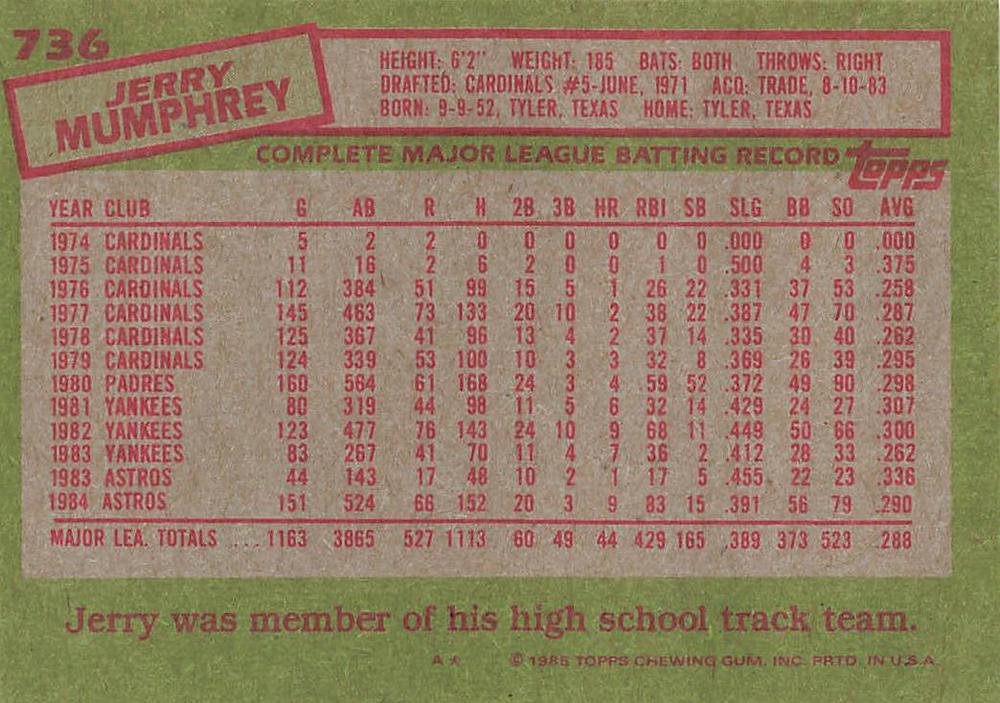 736
JERRY
MUMPHREY
HEIGHT: 6'2" WEIGHT: 185 BATS: BOTH THROWS: RIGHT
DRAFTED: CARDINALS #5-JUNE, 1971 ACQ: TRADE, 8-10-83
BORN: 9-9-52, TYLER, TEXAS HOME: TYLER, TEXAS
COMPLETE MAJOR LEAGUE BATTING RECORD topps
YEAR CLUB G AB R H 2B 3B HR RBI SB SLG BB SO AVG
1974 CARDINALS 5 2 2 0 0 0 0 0 0 .000 0 0 .000
1975 CARDINALS 11 16 2 6 2 0 0 1 0 .500 4 3 .375
1976 CARDINALS 112 384 51 99 15 5 1 26 22 .331 37 53 .258
1977 CARDINALS 145 463 73 133 20 10 2 38 22 .387 47 70 .287
1978 CARDINALS 125 367 41 96 13 4 2 37 14 .335 30 40 .262
1979 CARDINALS 124 339 53 100 10 3 3 32 8 .369 26 39 .295
1980 PADRES 160 564 61 168 24 3 4 59 52 .372 49 90 .298
1981 YANKEES 80 319 44 98 11 5 6 32 14 .429 24 27 .307
1982 YANKEES 123 477 76 143 24 10 9 68 11 .449 50 66 .300
1983 YANKEES 83 267 41 70 11 4 7 36 2 .412 28 33 .262
1983 ASTROS 44 143 17 48 10 2 1 17 5 .455 22 23 .336
1984 ASTROS 151 524 66 152 20 3 9 83 15 .391 56 79 .290
MAJOR LEA. TOTALS ... 1163 3865 527 1113 60 49 44 429 165 .389 373 523 .288
Jerry was member of his high school track team.
A★ © 1985 TOPPS CHEWING GUM, INC. PRTD. IN U.S.A.